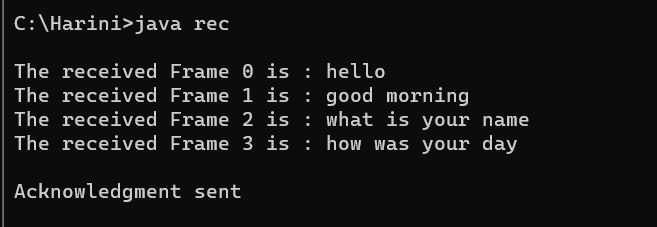 C:\Harini>java rec
The received Frame 0 is : hello
The received Frame 1 is : good morning
The received Frame 2 is : what is your name
The received Frame 3 is : how was your day
Acknowledgment sent